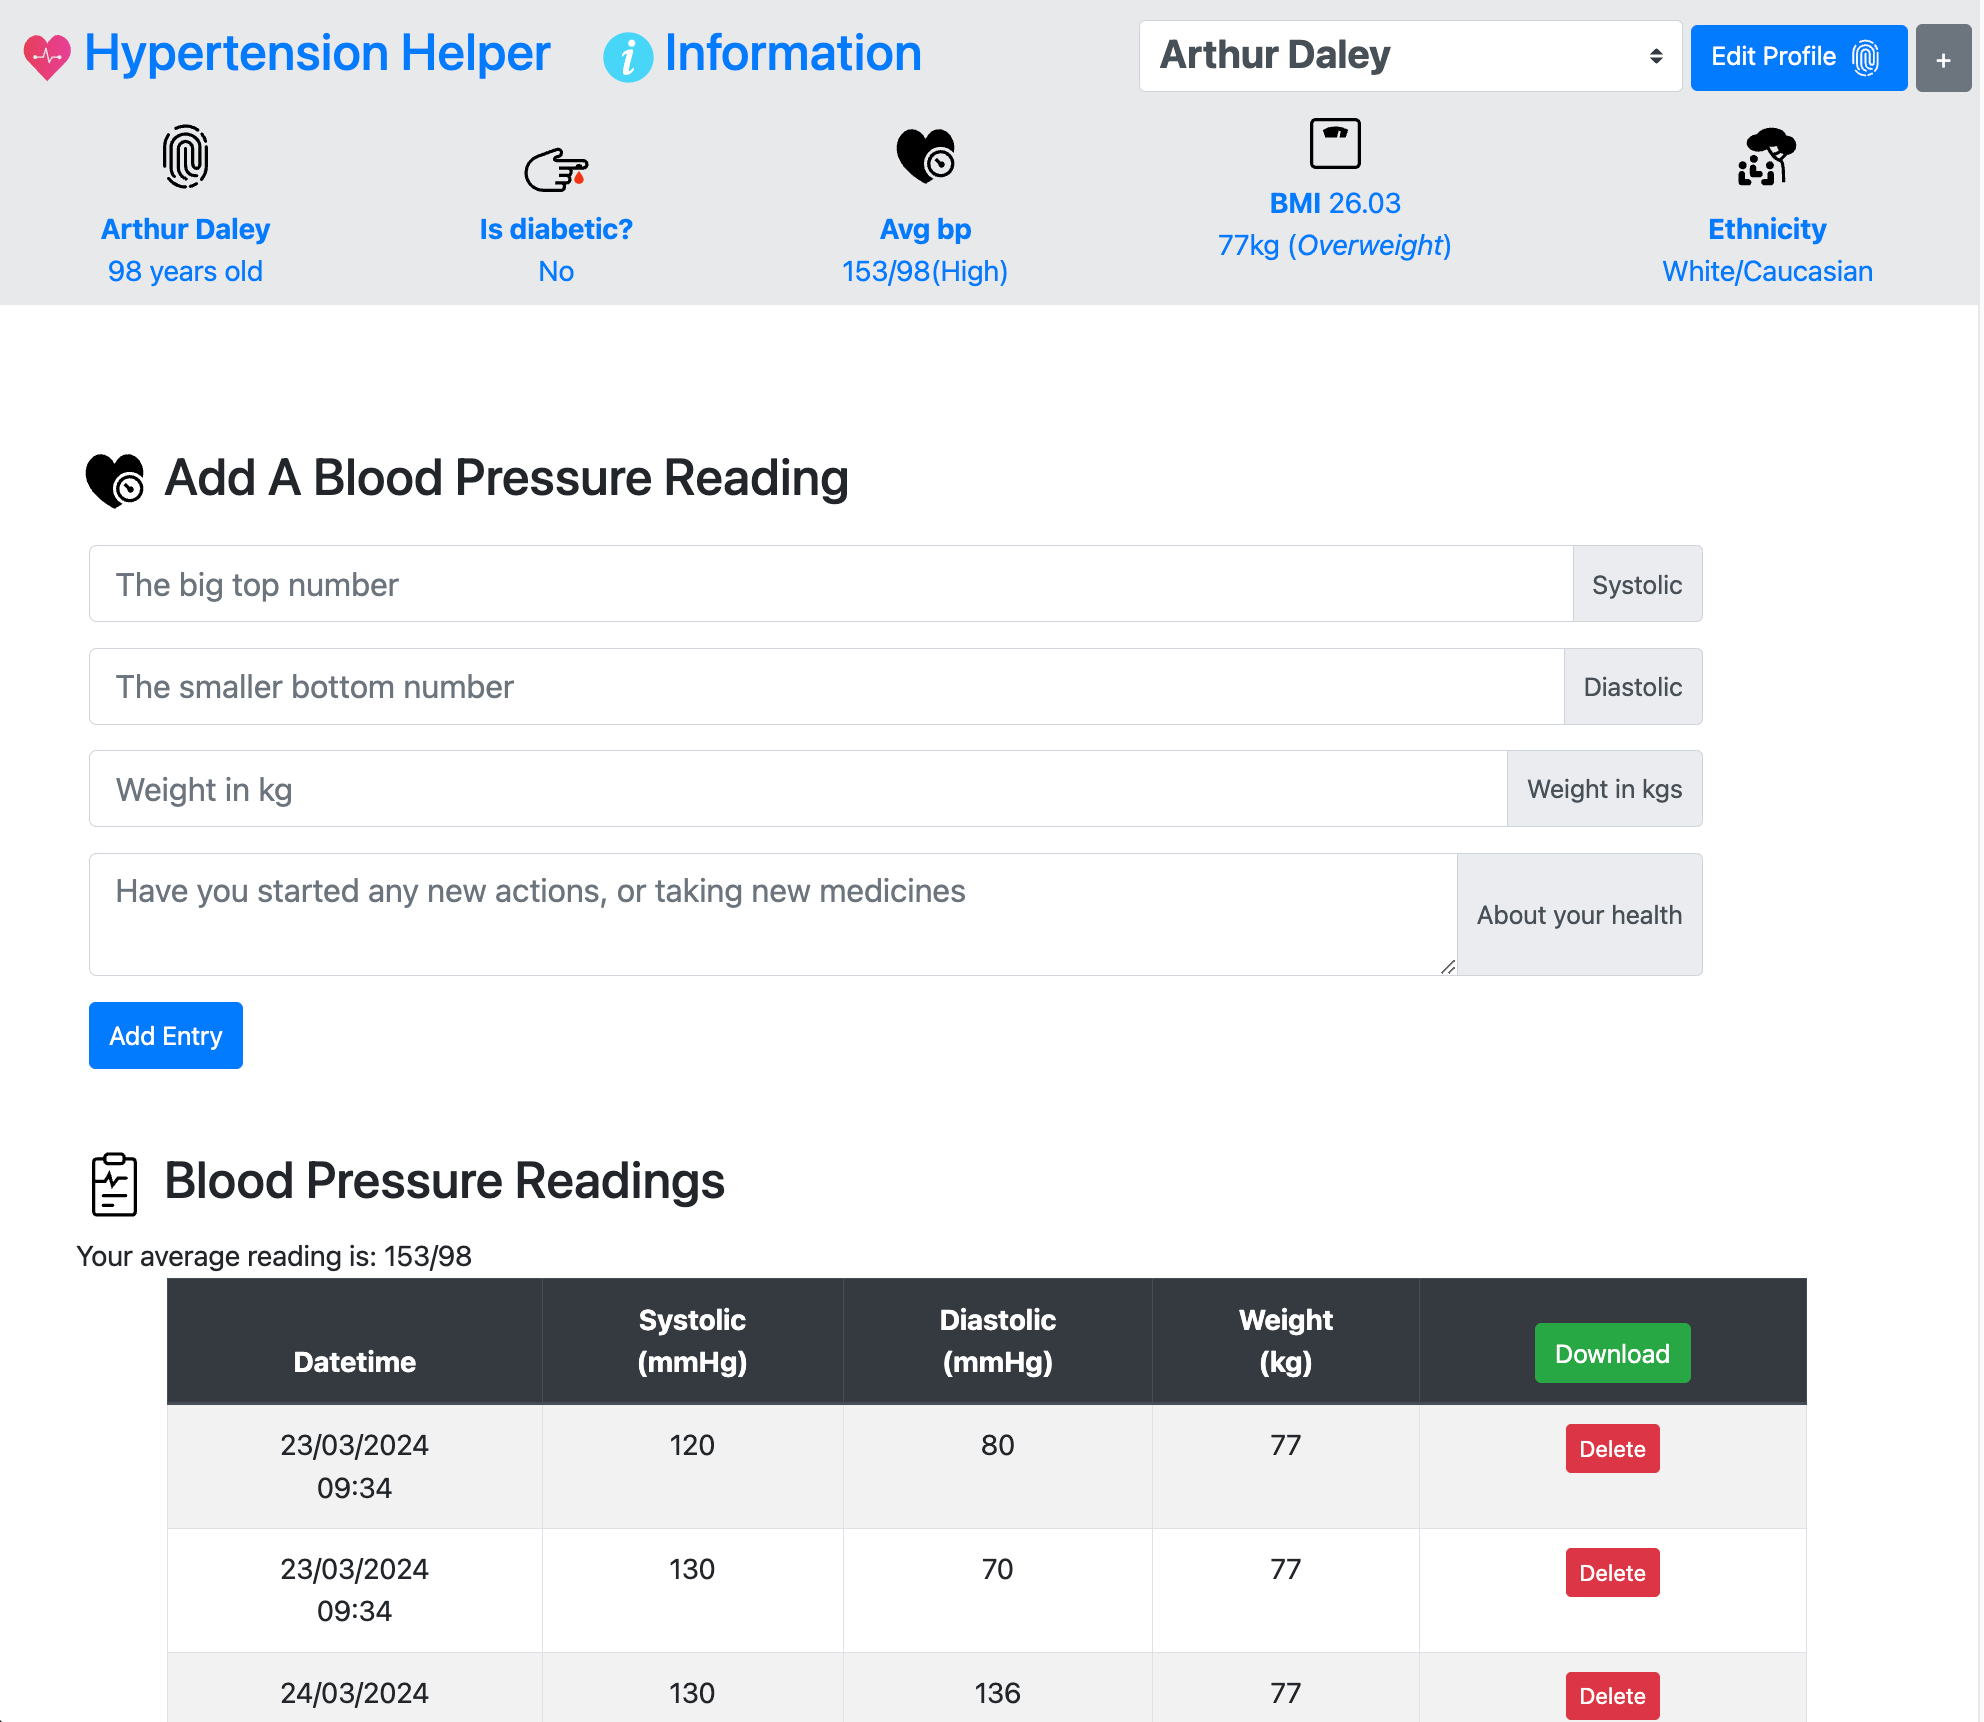 Hypertension Helper
Information
Arthur Daley
Edit Profile
+
Arthur Daley
98 years old
Is diabetic?
No
Avg bp
153/98(High)
BMI 26.03
77kg (Overweight)
Ethnicity
White/Caucasian
Add A Blood Pressure Reading
The big top number
Systolic
The smaller bottom number
Diastolic
Weight in kg
Weight in kgs
Have you started any new actions, or taking new medicines
About your health
Add Entry
Blood Pressure Readings
Your average reading is: 153/98
Datetime
Systolic
(mmHg)
Diastolic
(mmHg)
Weight
(kg)
Download
23/03/2024
09:34
120
80
77
Delete
23/03/2024
09:34
130
70
77
Delete
24/03/2024
130
136
77
Delete